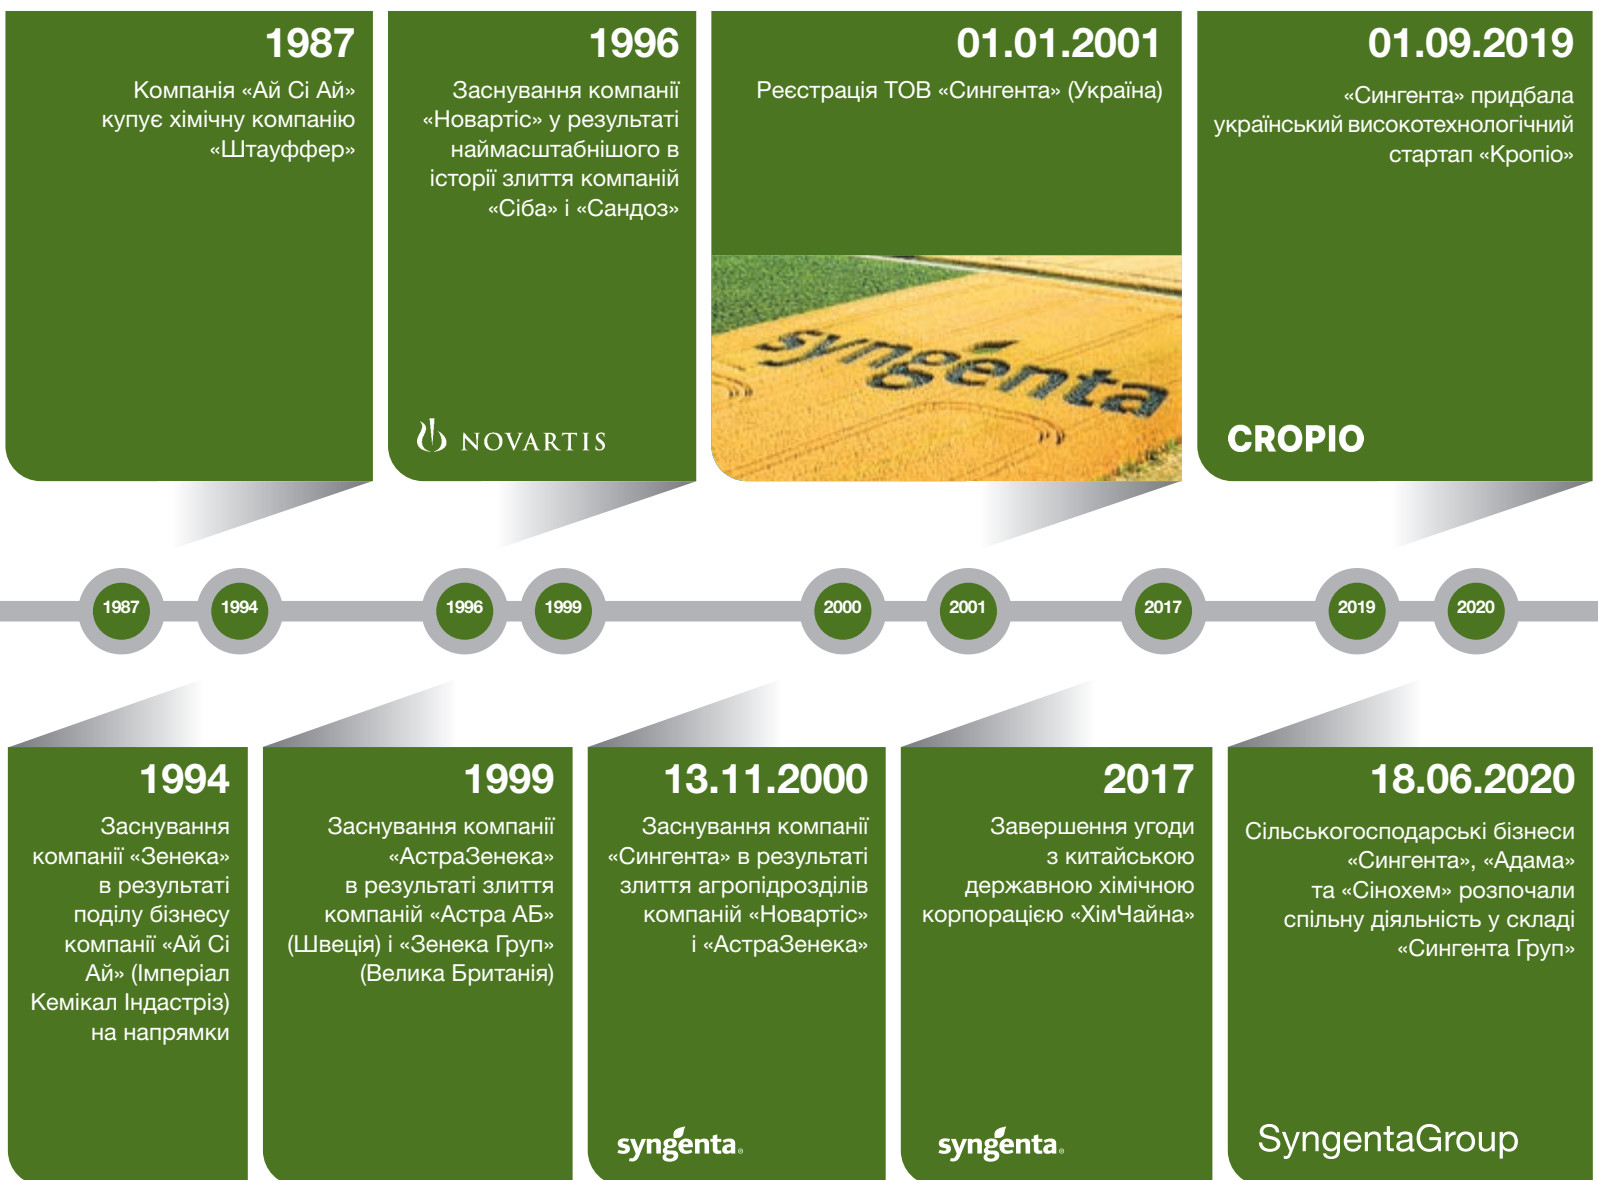 1987
Компанія «Ай Сі Ай»
купує хімічну компанію
«Штауффер»
1996
Заснування компанії
«Новартіс» у результаті
наймасштабнішого в
історії злиття компаній
«Сіба» і «Сандоз»
NOVARTIS
01.01.2001
Реєстрація ТОВ «Сингента» (Україна)
syngenta
01.09.2019
«Сингента» придбала
український високотехнологічний
стартап «Кропіо»
CROPIO
1987
1994
1996
1999
2000
2001
2017
2019
2020
1994
Заснування
компанії «Зенека»
в результаті
поділу бізнесу
компанії «Ай Сі
Ай» (Імперіал
Кемікал Індастріз)
на напрямки
1999
Заснування компанії
«АстраЗенека»
в результаті злиття
компаній «Астра АБ»
(Швеція) і «Зенека Груп»
(Велика Британія)
13.11.2000
Заснування компанії
«Сингента» в результаті
злиття агропідрозділів
компаній «Новартіс»
і «АстраЗенека»
syngenta®
2017
Завершення угоди
з китайською
державною хімічною
корпорацією «ХімЧайна»
syngenta®
18.06.2020
Сільськогосподарські бізнеси
«Сингента», «Адама»
та «Сінохем» розпочали
спільну діяльність у складі
«Сингента Груп»
SyngentaGroup